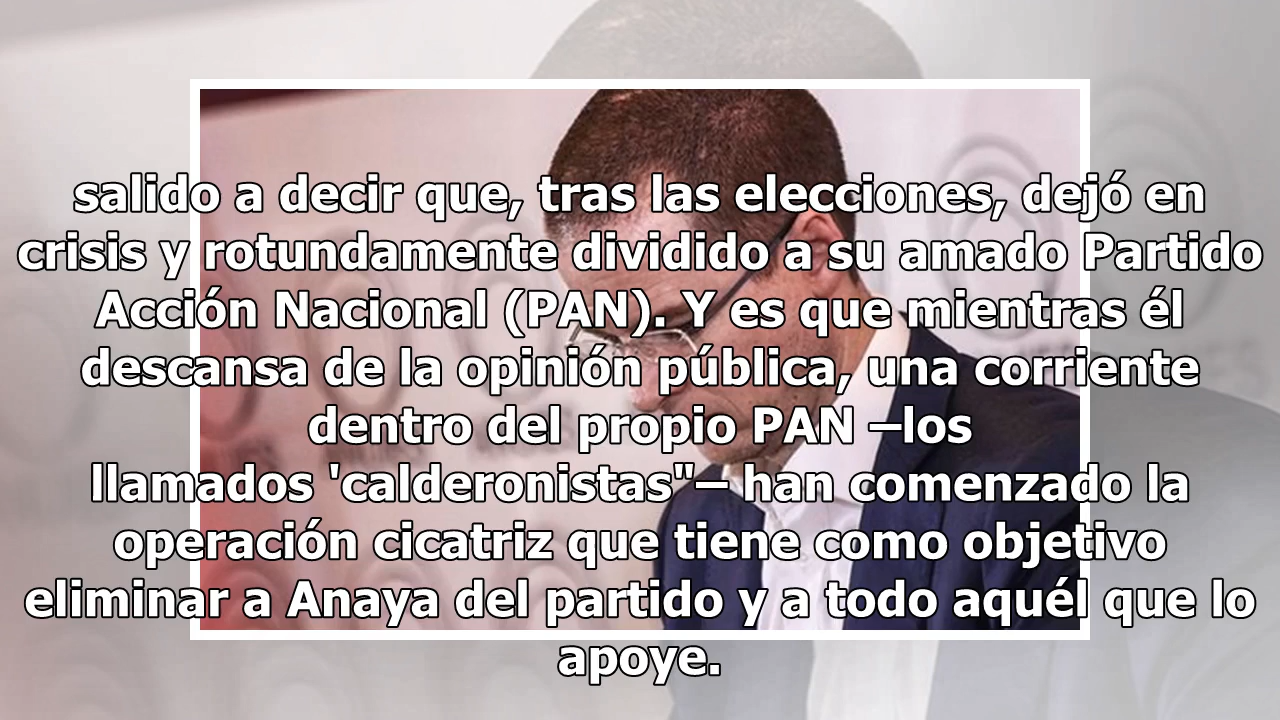 salido a decir que, tras las elecciones, dejó en
crisis y rotundamente dividido a su amado Partido
Acción Nacional (PAN). Y es que mientras él
descansa de la opinión pública, una corriente
dentro del propio PAN –los
llamados 'calderonistas"– han comenzado la
operación cicatriz que tiene como objetivo
eliminar a Anaya del partido y a todo aquél que lo
apoye.